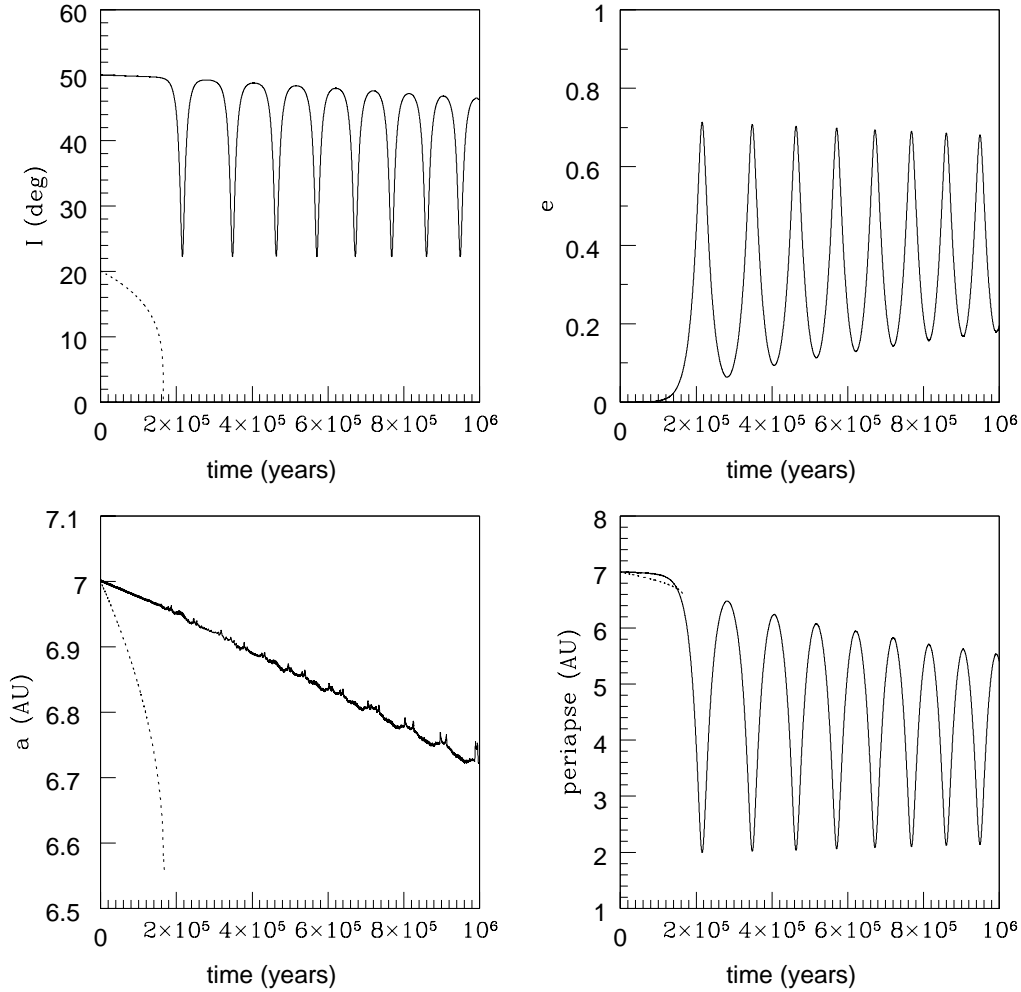 60
50
40
30
20
10
0
I (deg)
0
2×10⁵ 4×10⁵ 6×10⁵ 8×10⁵ 10⁶
time (years)
1
0.8
0.6
0.4
0.2
0
e
0
2×10⁵ 4×10⁵ 6×10⁵ 8×10⁵ 10⁶
time (years)
7.1
7
6.9
6.8
6.7
6.6
6.5
a (AU)
0
2×10⁵ 4×10⁵ 6×10⁵ 8×10⁵ 10⁶
time (years)
8
7
6
5
4
3
2
1
periapse (AU)
0
2×10⁵ 4×10⁵ 6×10⁵ 8×10⁵ 10⁶
time (years)